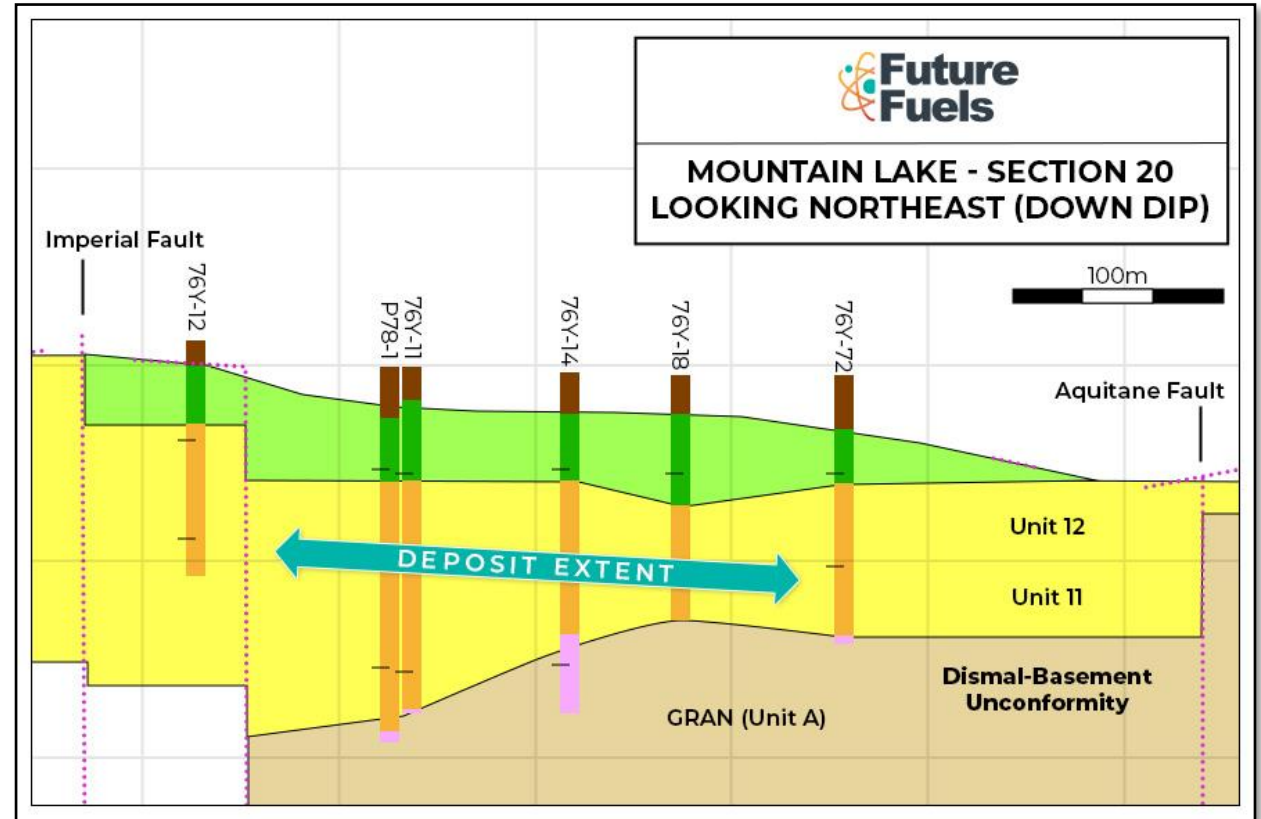 Future
Fuels
MOUNTAIN LAKE - SECTION 20
LOOKING NORTHEAST (DOWN DIP)
Imperial Fault
100m
76Y-12
P78-1
76Y-11
76Y-14
76Y-18
76Y-72
Aquitane Fault
Unit 12
DEPOSIT EXTENT
Unit 11
Dismal-Basement
Unconformity
GRAN (Unit A)